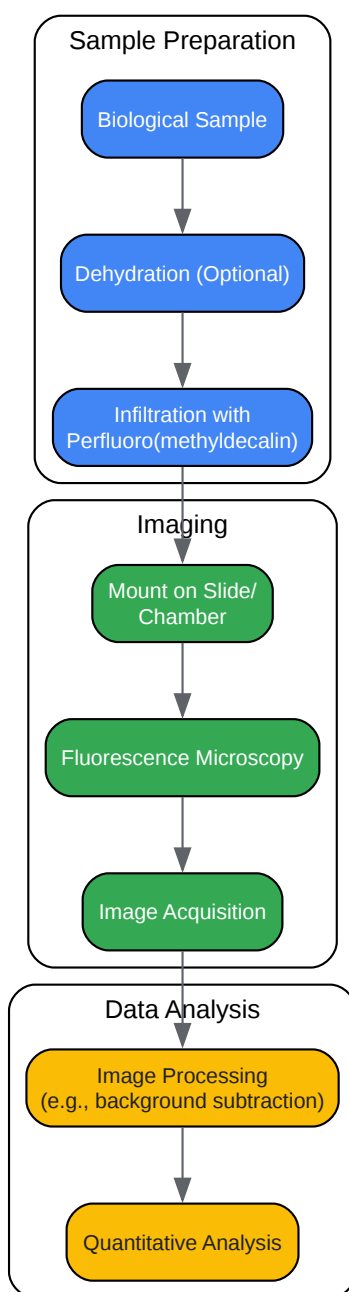 Sample Preparation
Biological Sample
Dehydration (Optional)
Infiltration with
Perfluoro(methyldecalin)
Imaging
Mount on Slide/
Chamber
Fluorescence Microscopy
Image Acquisition
Data Analysis
Image Processing
(e.g., background subtraction)
Quantitative Analysis